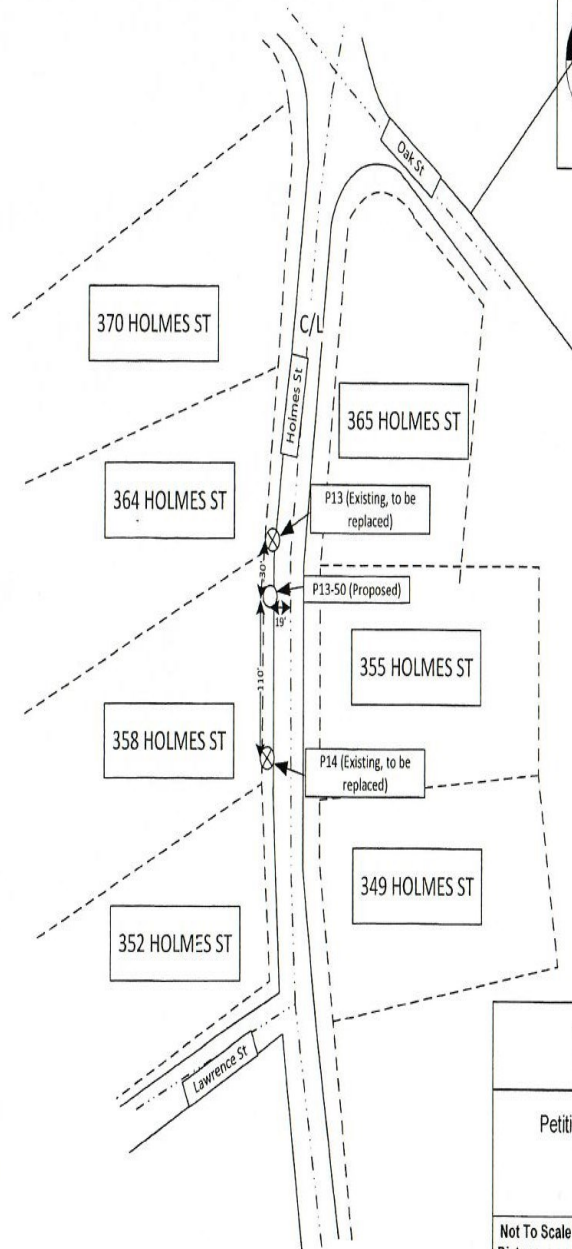 Oak St
370 HOLMES ST
C/L
Holmes St
365 HOLMES ST
364 HOLMES ST
P13 (Existing, to be
replaced)
30'
P13-50 (Proposed)
19'
110'
355 HOLMES ST
358 HOLMES ST
P14 (Existing, to be
replaced)
349 HOLMES ST
352 HOLMES ST
Lawrence St
Petiti
Not To Scale